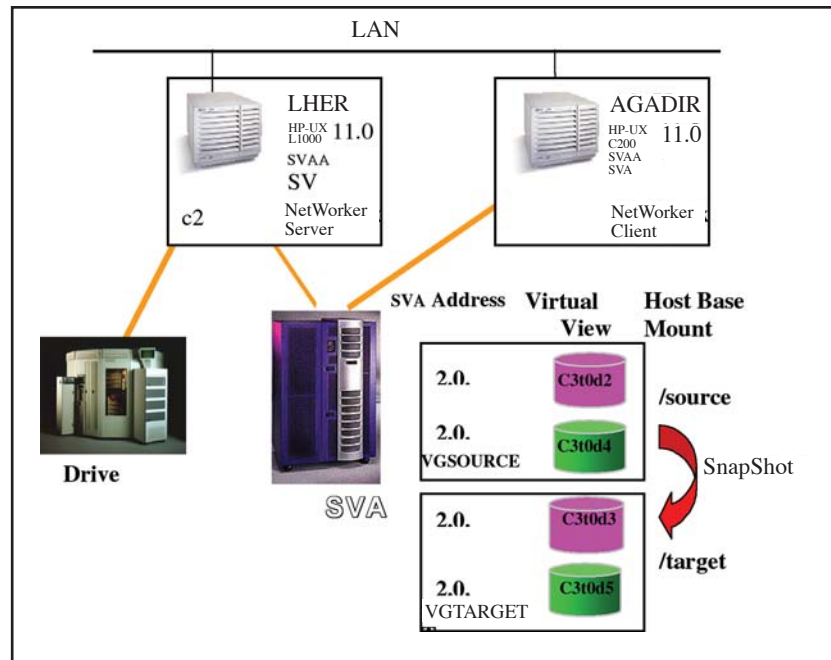 LAN
LHER
HP-UX
L1000 11.0
SVAA
SV
c2
NetWorker
Server
AGADIR
HP-UX 11.0
C200
SVAA
SVA
NetWorker
Client
SVA Address
Virtual
View
Host Base
Mount
2.0.
C3t0d2
/source
2.0.
VGSOURCE
C3t0d4
SnapShot
2.0.
C3t0d3
/target
2.0.
VGTARGET
C3t0d5
Drive
SVA